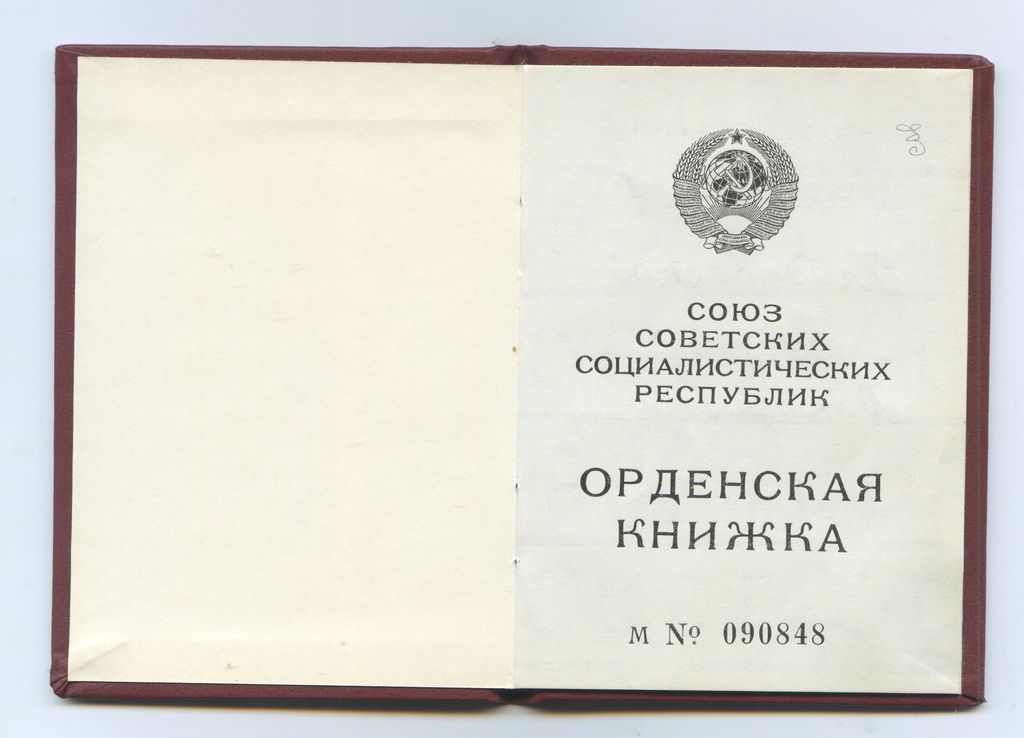 СОЮЗ
СОВЕТСКИХ
СОЦИАЛИСТИЧЕСКИХ
РЕСПУБЛИК
ОРДЕНСКАЯ
КНИЖКА
М № 090848